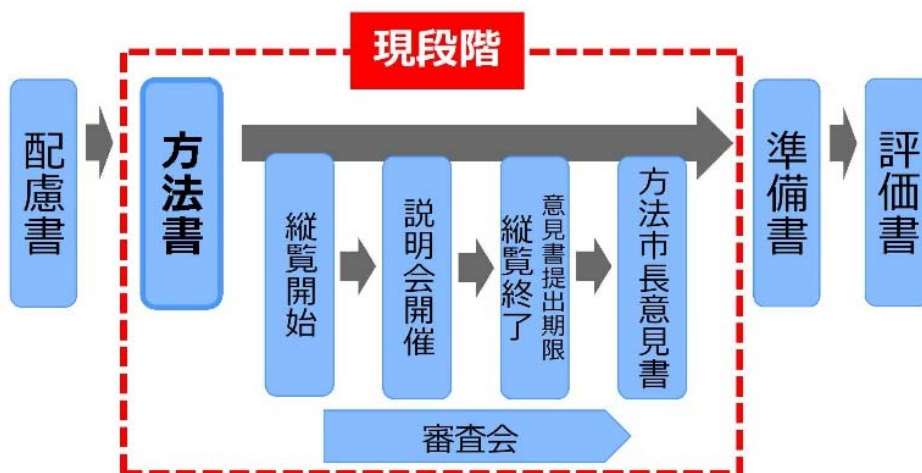 現段階
配慮書
方法書
縦覧開始
説明会開催
意見書提出期限
縦覧終了
方法市長意見書
準備書
評価書
審査会